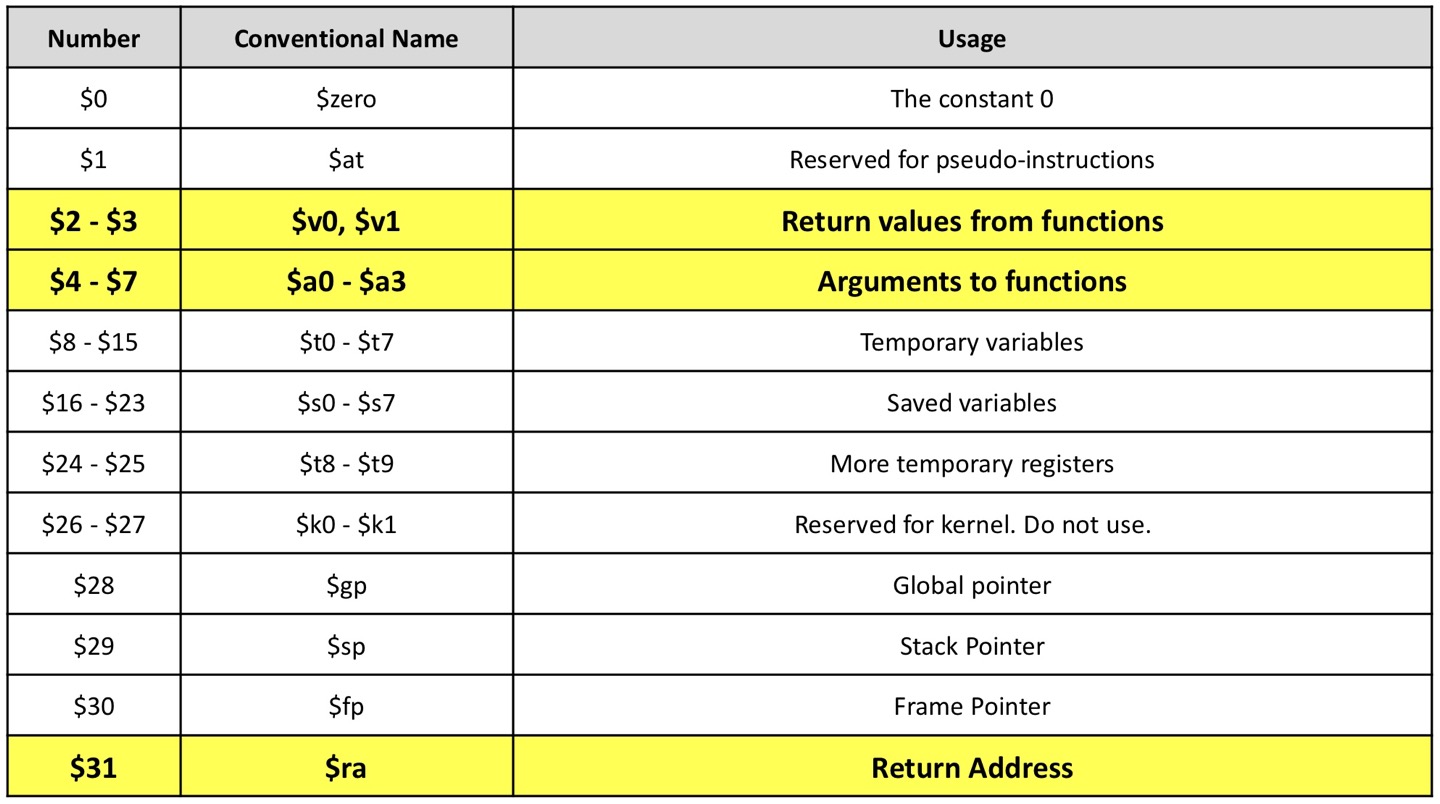 Number Conventional Name Usage
$0 $zero The constant 0
$1 $at Reserved for pseudo-instructions
$2 - $3 $v0, $v1 Return values from functions
$4 - $7 $a0 - $a3 Arguments to functions
$8 - $15 $t0 - $t7 Temporary variables
$16 - $23 $s0 - $s7 Saved variables
$24 - $25 $t8 - $t9 More temporary registers
$26 - $27 $k0 - $k1 Reserved for kernel. Do not use.
$28 $gp Global pointer
$29 $sp Stack Pointer
$30 $fp Frame Pointer
$31 $ra Return Address